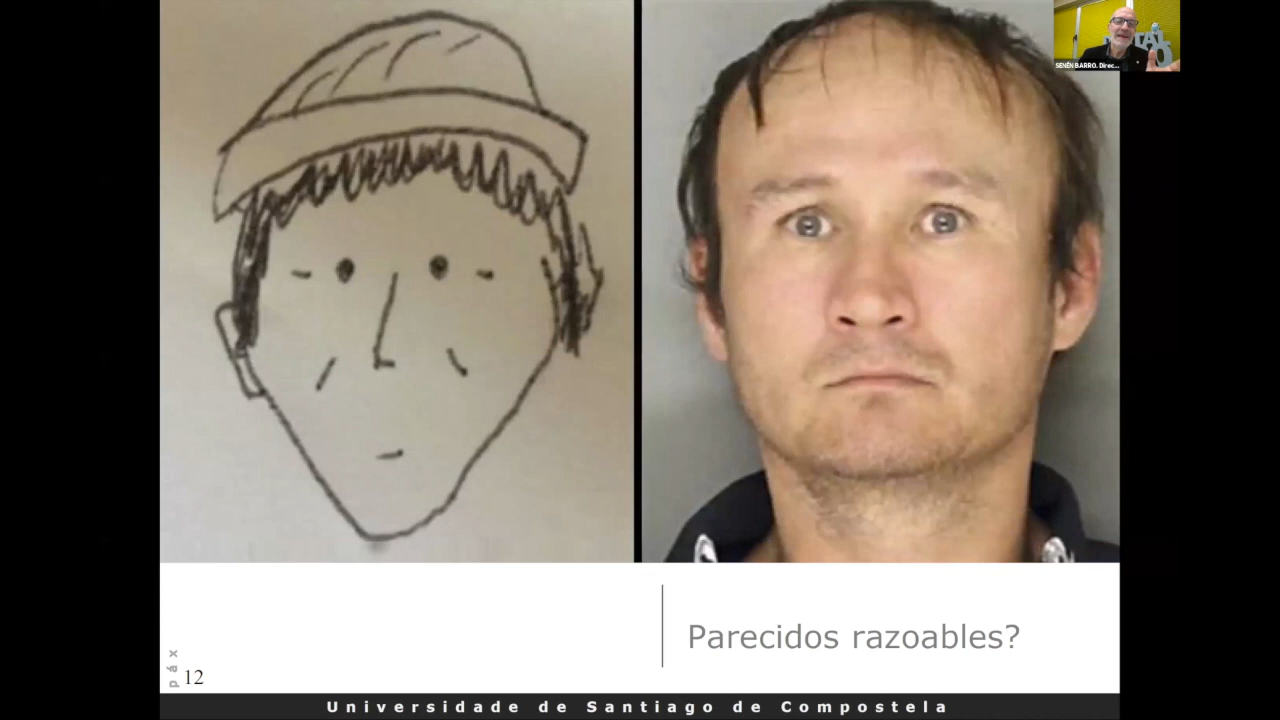 SENÉN BARRO. Direc...
Parecidos razoables?
páx
12
Universidade de Santiago de Compostela